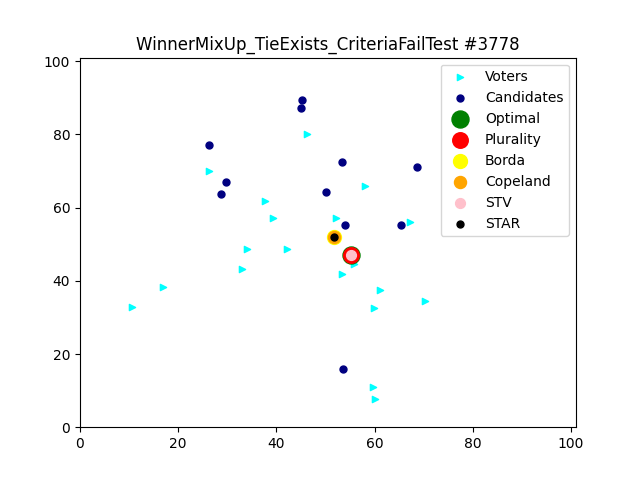 WinnerMixUp_TieExists_CriteriaFailTest #3778
100
80
60
40
20
0
0 20 40 60 80 100
Voters
Candidates
Optimal
Plurality
Borda
Copeland
STV
STAR